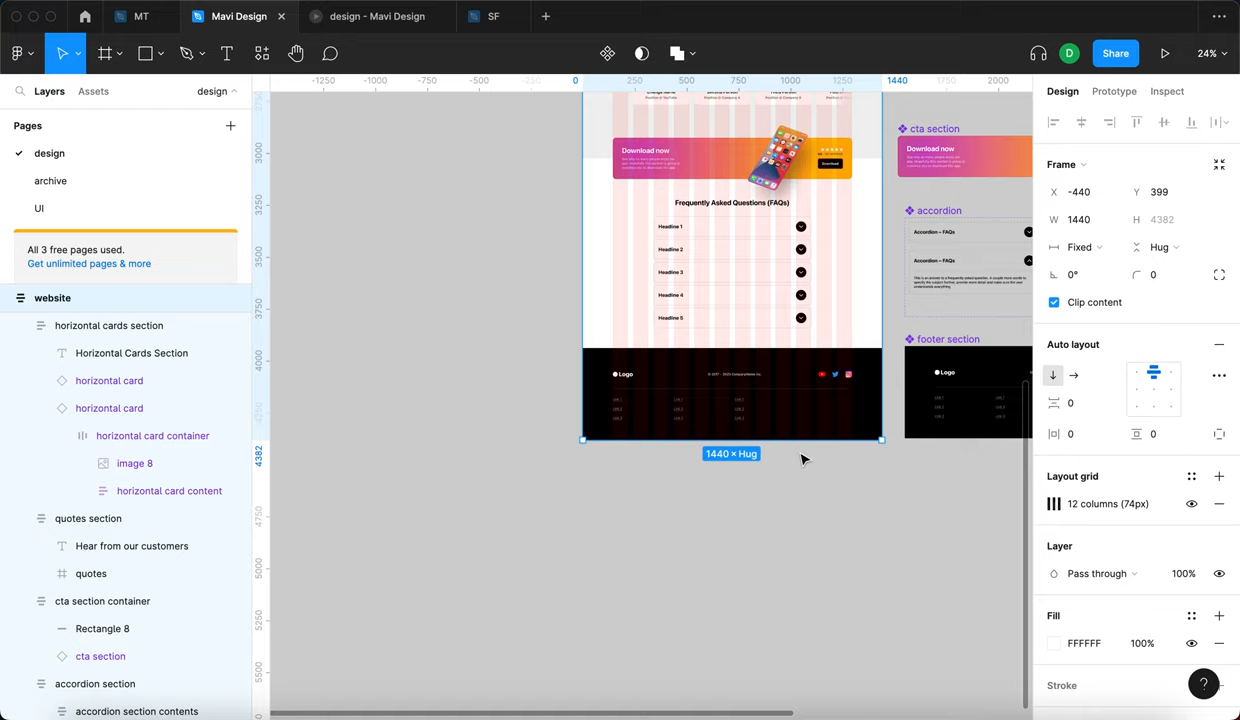 MT
Mavi Design
design - Mavi Design
SF
Share
D
24%
Layers
Assets
design
Pages
design
archive
UI
All 3 free pages used.
Get unlimited pages & more
website
horizontal cards section
Horizontal Cards Section
horizontal card
horizontal card
horizontal card container
image 8
horizontal card content
quotes section
Hear from our customers
quotes
cta section container
Rectangle 8
cta section
accordion section
accordion section contents
-1250
-1000
-750
-500
-250
0
250
500
750
1000
1250
1440
1750
2000
2750
3000
3250
3500
3750
4000
4250
4382
4750
5000
5250
5500
Download now
Download
Frequently Asked Questions (FAQs)
Headline 1
Headline 2
Headline 3
Headline 4
Headline 5
Logo
1440 × Hug
cta section
Download now
accordion
Accordion – FAQs
Accordion – FAQs
footer section
Logo
Design
Prototype
Inspect
Frame
X -440
Y 399
W 1440
H 4382
Fixed
Hug
0°
0
Clip content
Auto layout
0
0
0
Layout grid
12 columns (74px)
Layer
Pass through
100%
Fill
FFFFFF
100%
Stroke
?